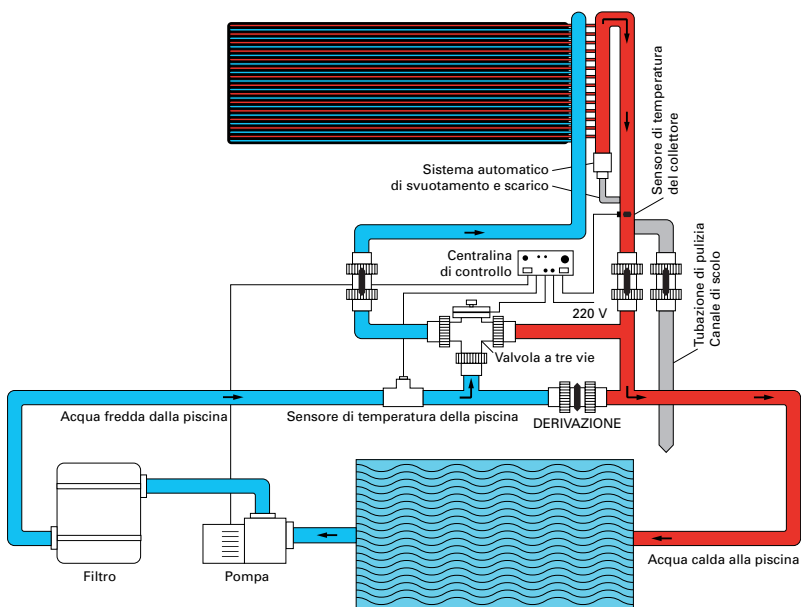 Sistema automatico
di svuotamento e scarico
Sensore di temperatura
del collettore
Centralina
di controllo
220 V
Tubazione di pulizia
Canale di scolo
Valvola a tre vie
Acqua fredda dalla piscina
Sensore di temperatura della piscina
DERIVAZIONE
Filtro
Pompa
Acqua calda alla piscina